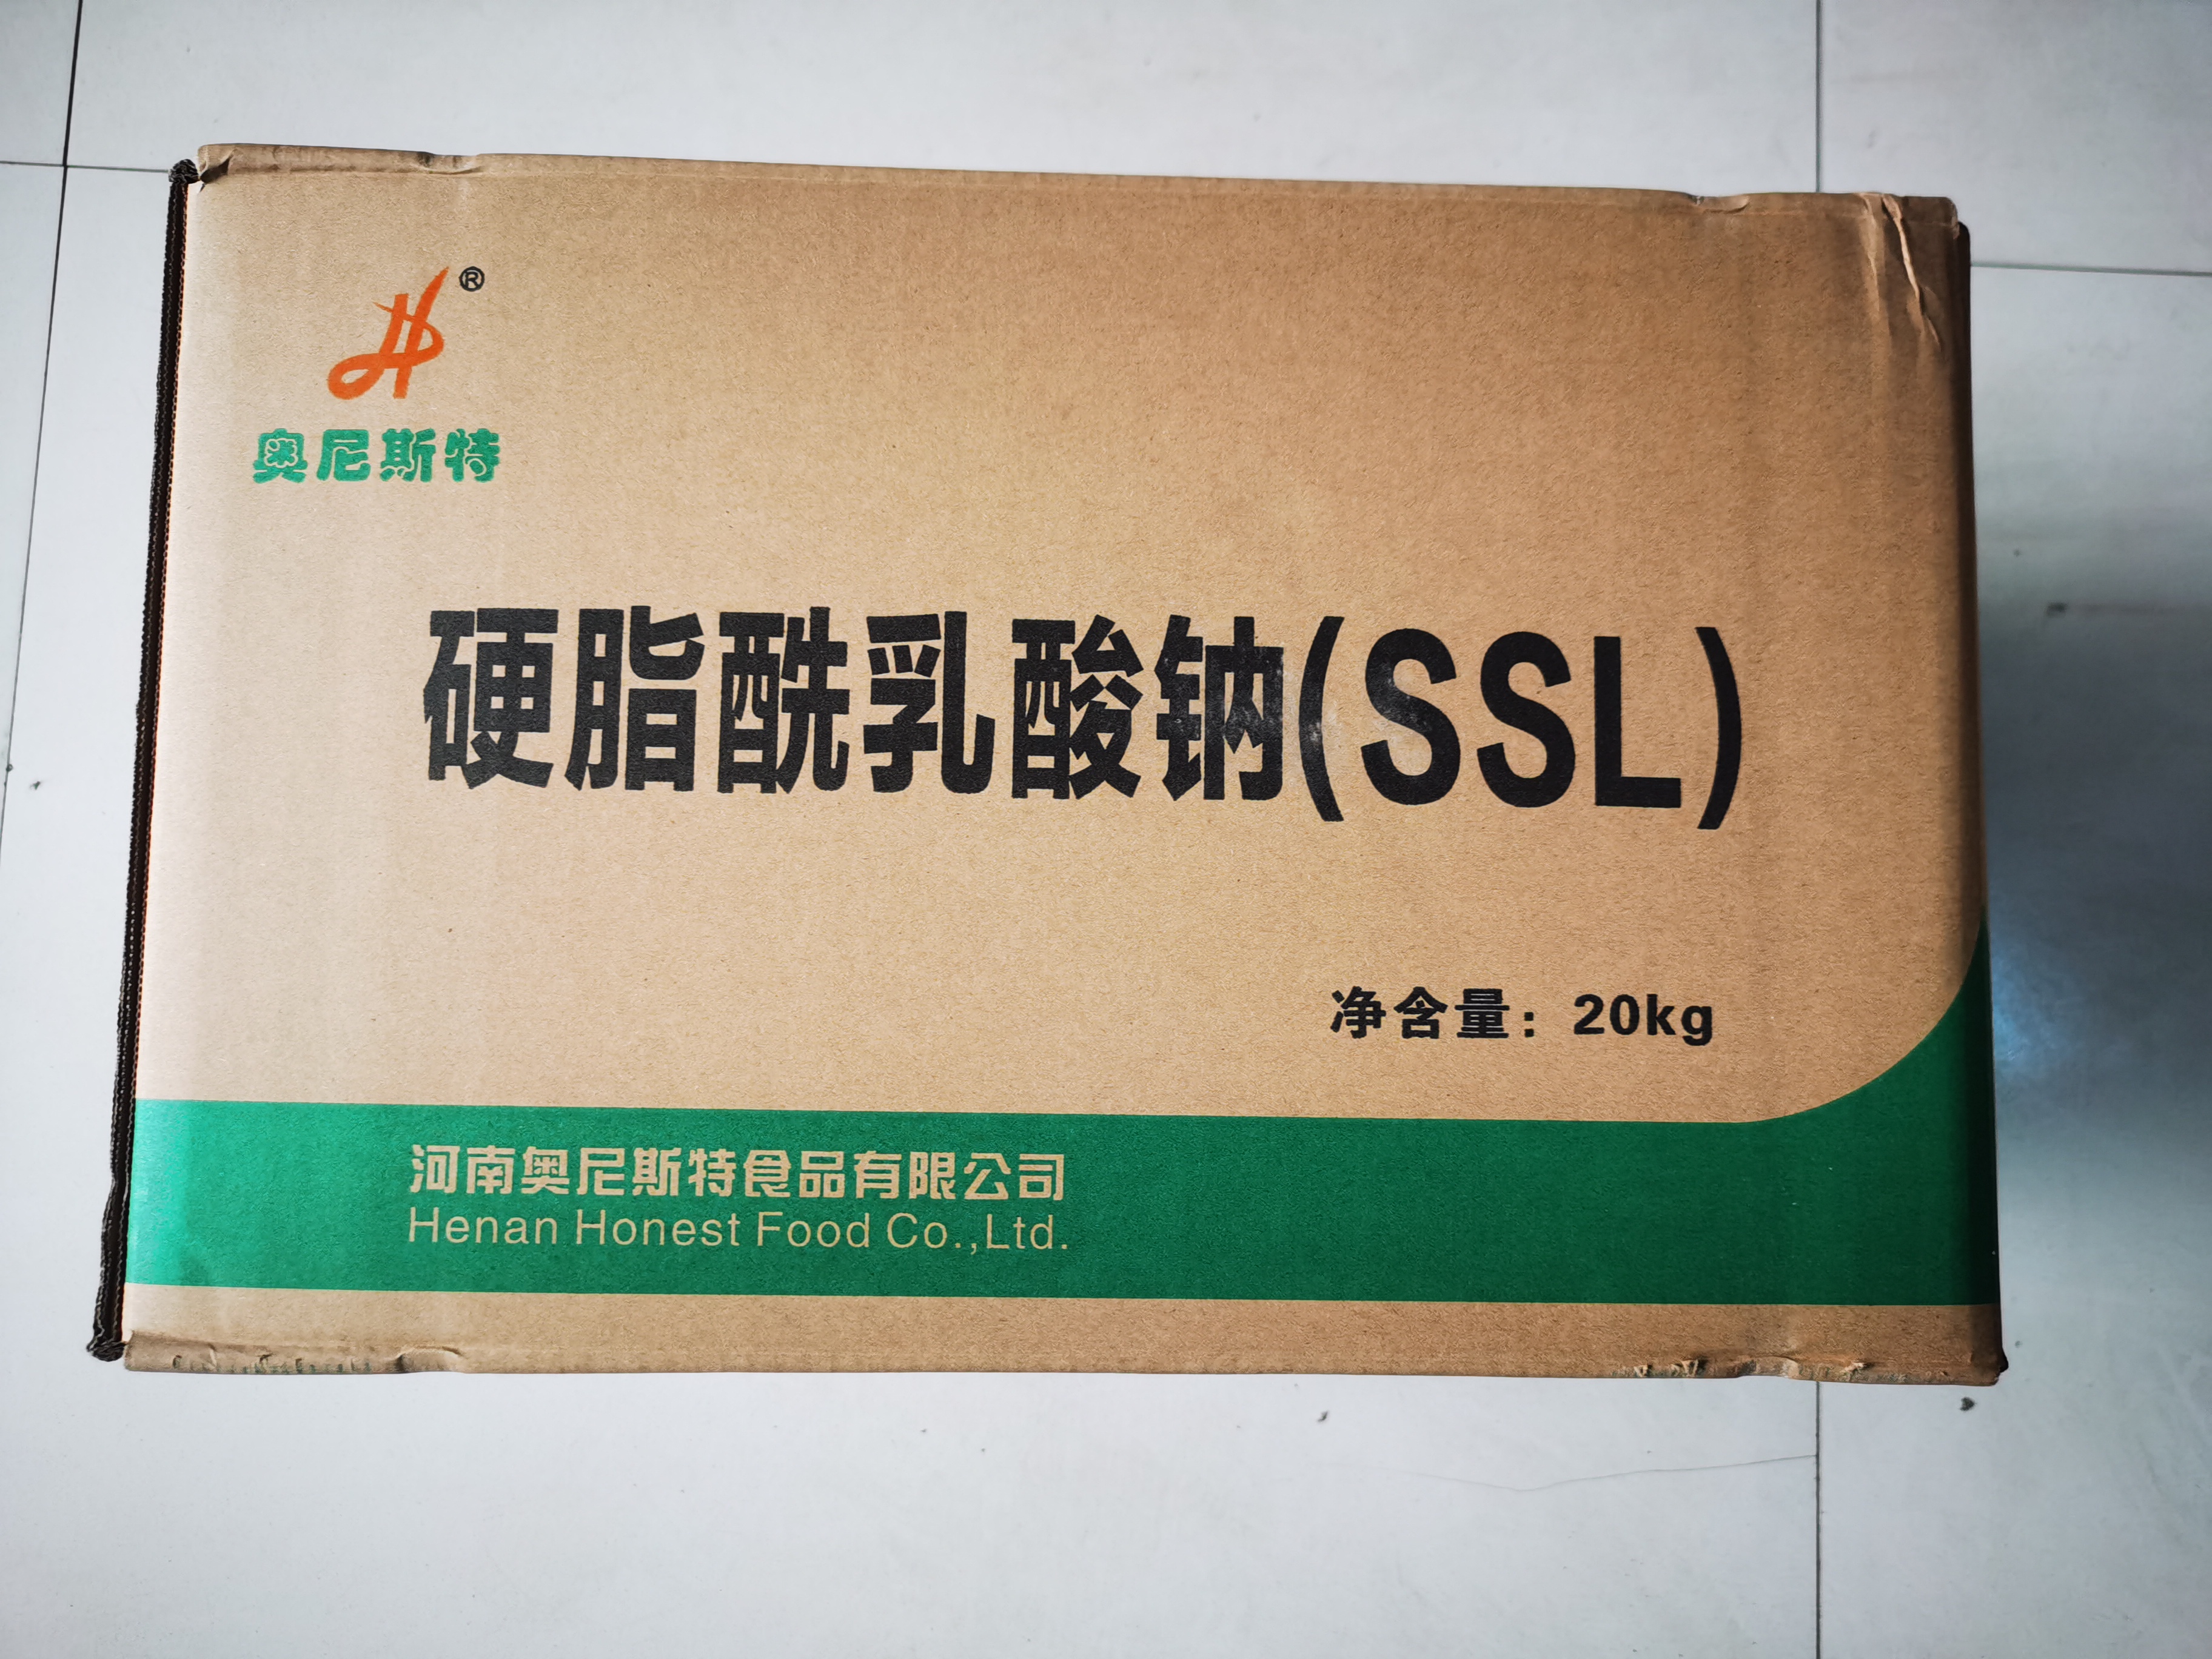 ®
奥尼斯特
硬脂酰乳酸钠(SSL)
净含量：20kg
河南奥尼斯特食品有限公司
Henan Honest Food Co.,Ltd.